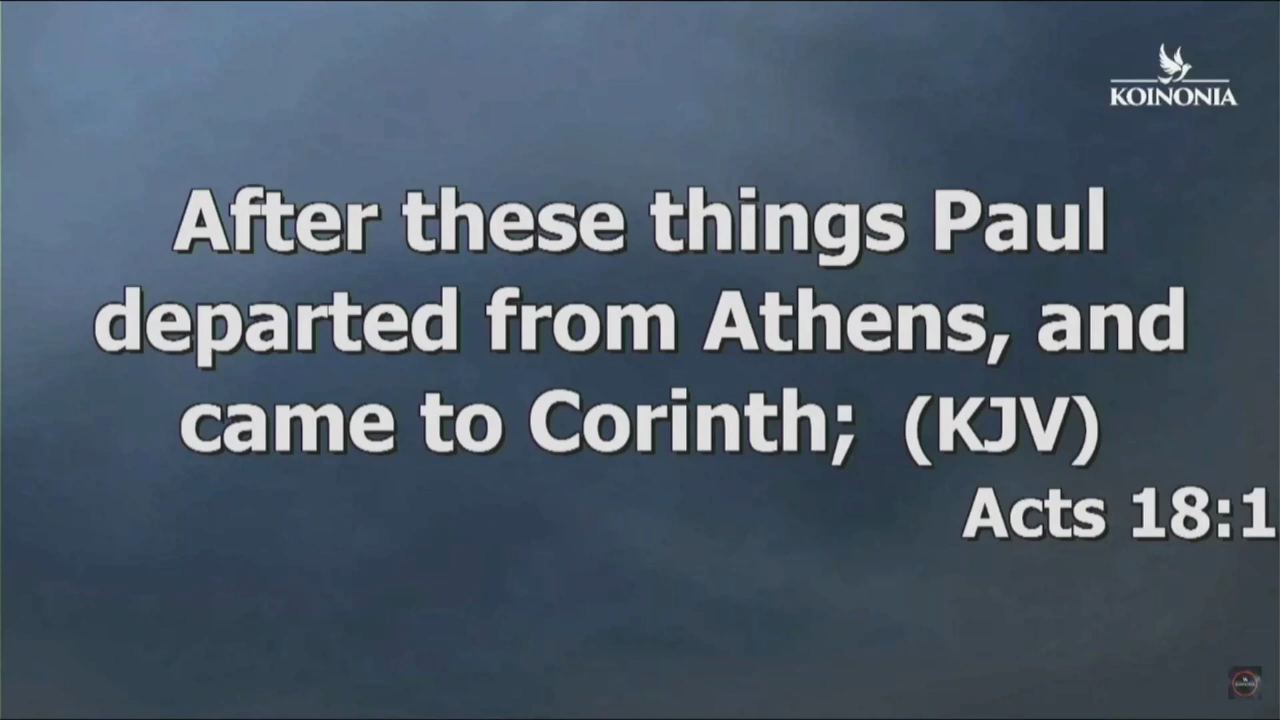 KOINONIA
After these things Paul
departed from Athens, and
came to Corinth;  (KJV)
Acts 18:1